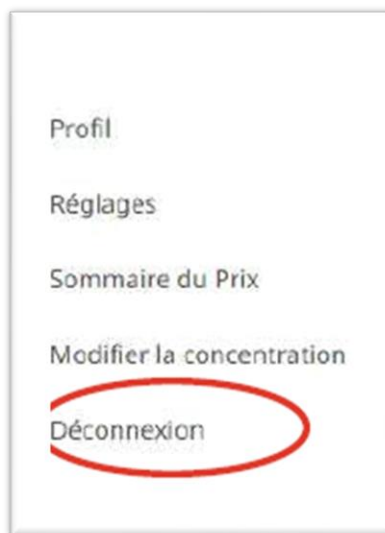 Profil
Réglages
Sommaire du Prix
Modifier la concentration
Déconnexion